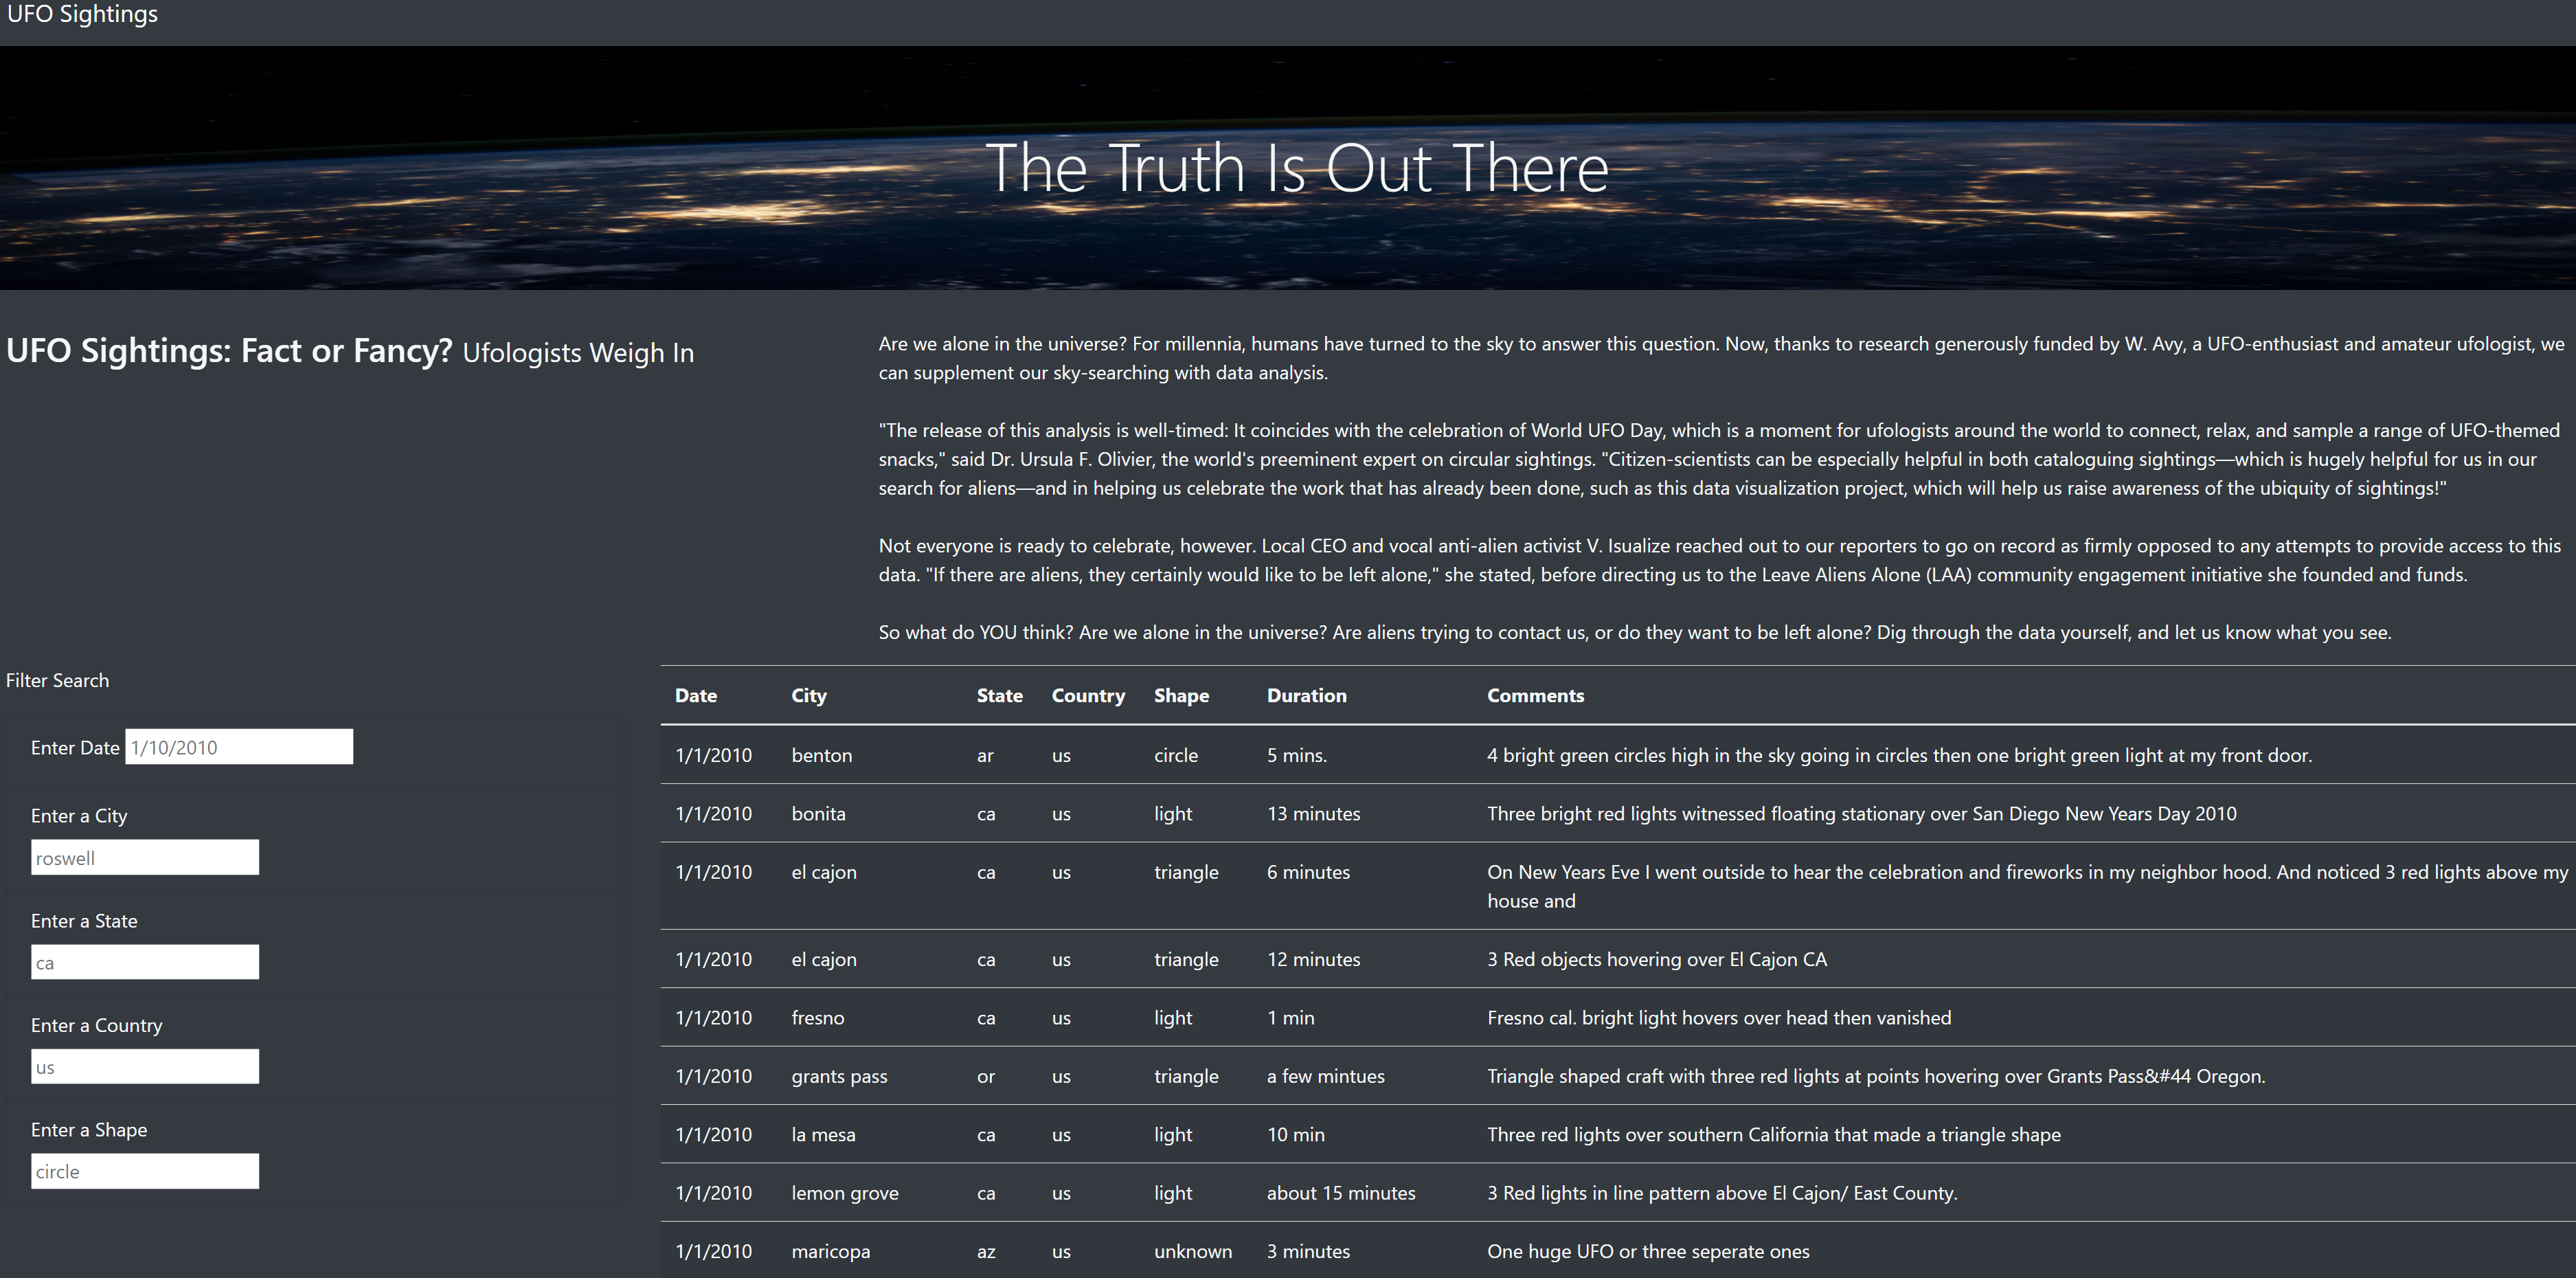 UFO Sightings
The Truth Is Out There
UFO Sightings: Fact or Fancy? Ufologists Weigh In
Are we alone in the universe? For millennia, humans have turned to the sky to answer this question. Now, thanks to research generously funded by W. Avy, a UFO-enthusiast and amateur ufologist, we
can supplement our sky-searching with data analysis.
"The release of this analysis is well-timed: It coincides with the celebration of World UFO Day, which is a moment for ufologists around the world to connect, relax, and sample a range of UFO-themed
snacks," said Dr. Ursula F. Olivier, the world's preeminent expert on circular sightings. "Citizen-scientists can be especially helpful in both cataloguing sightings—which is hugely helpful for us in our
search for aliens—and in helping us celebrate the work that has already been done, such as this data visualization project, which will help us raise awareness of the ubiquity of sightings!"
Not everyone is ready to celebrate, however. Local CEO and vocal anti-alien activist V. Isualize reached out to our reporters to go on record as firmly opposed to any attempts to provide access to this
data. "If there are aliens, they certainly would like to be left alone," she stated, before directing us to the Leave Aliens Alone (LAA) community engagement initiative she founded and funds.
So what do YOU think? Are we alone in the universe? Are aliens trying to contact us, or do they want to be left alone? Dig through the data yourself, and let us know what you see.
Filter Search
Enter Date 1/10/2010
Enter a City
roswell
Enter a State
ca
Enter a Country
us
Enter a Shape
circle
Date City State Country Shape Duration Comments
1/1/2010 benton ar us circle 5 mins. 4 bright green circles high in the sky going in circles then one bright green light at my front door.
1/1/2010 bonita ca us light 13 minutes Three bright red lights witnessed floating stationary over San Diego New Years Day 2010
1/1/2010 el cajon ca us triangle 6 minutes On New Years Eve I went outside to hear the celebration and fireworks in my neighbor hood. And noticed 3 red lights above my
house and
1/1/2010 el cajon ca us triangle 12 minutes 3 Red objects hovering over El Cajon CA
1/1/2010 fresno ca us light 1 min Fresno cal. bright light hovers over head then vanished
1/1/2010 grants pass or us triangle a few mintues Triangle shaped craft with three red lights at points hovering over Grants Pass&#44 Oregon.
1/1/2010 la mesa ca us light 10 min Three red lights over southern California that made a triangle shape
1/1/2010 lemon grove ca us light about 15 minutes 3 Red lights in line pattern above El Cajon/ East County.
1/1/2010 maricopa az us unknown 3 minutes One huge UFO or three seperate ones